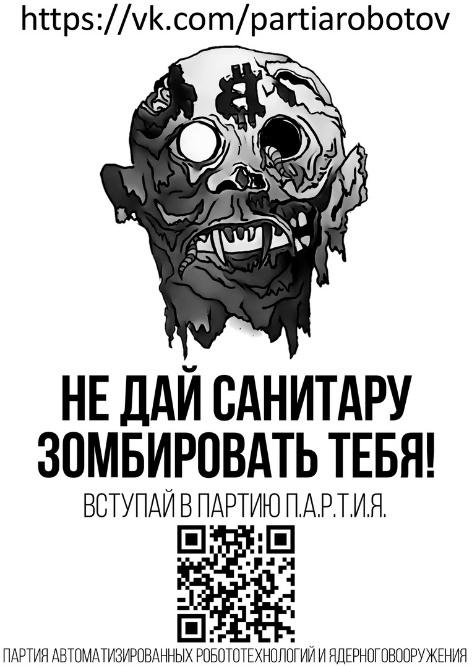 https://vk.com/partiarobotov
НЕ ДАЙ САНИТАРУ
ЗОМБИРОВАТЬ ТЕБЯ!
ВСТУПАЙ В ПАРТИЮ П.А.Р.Т.И.Я.
ПАРТИЯ АВТОМАТИЗИРОВАННЫХ РОБОТОТЕХНОЛОГИЙ И ЯДЕРНОГОВООРУЖЕНИЯ